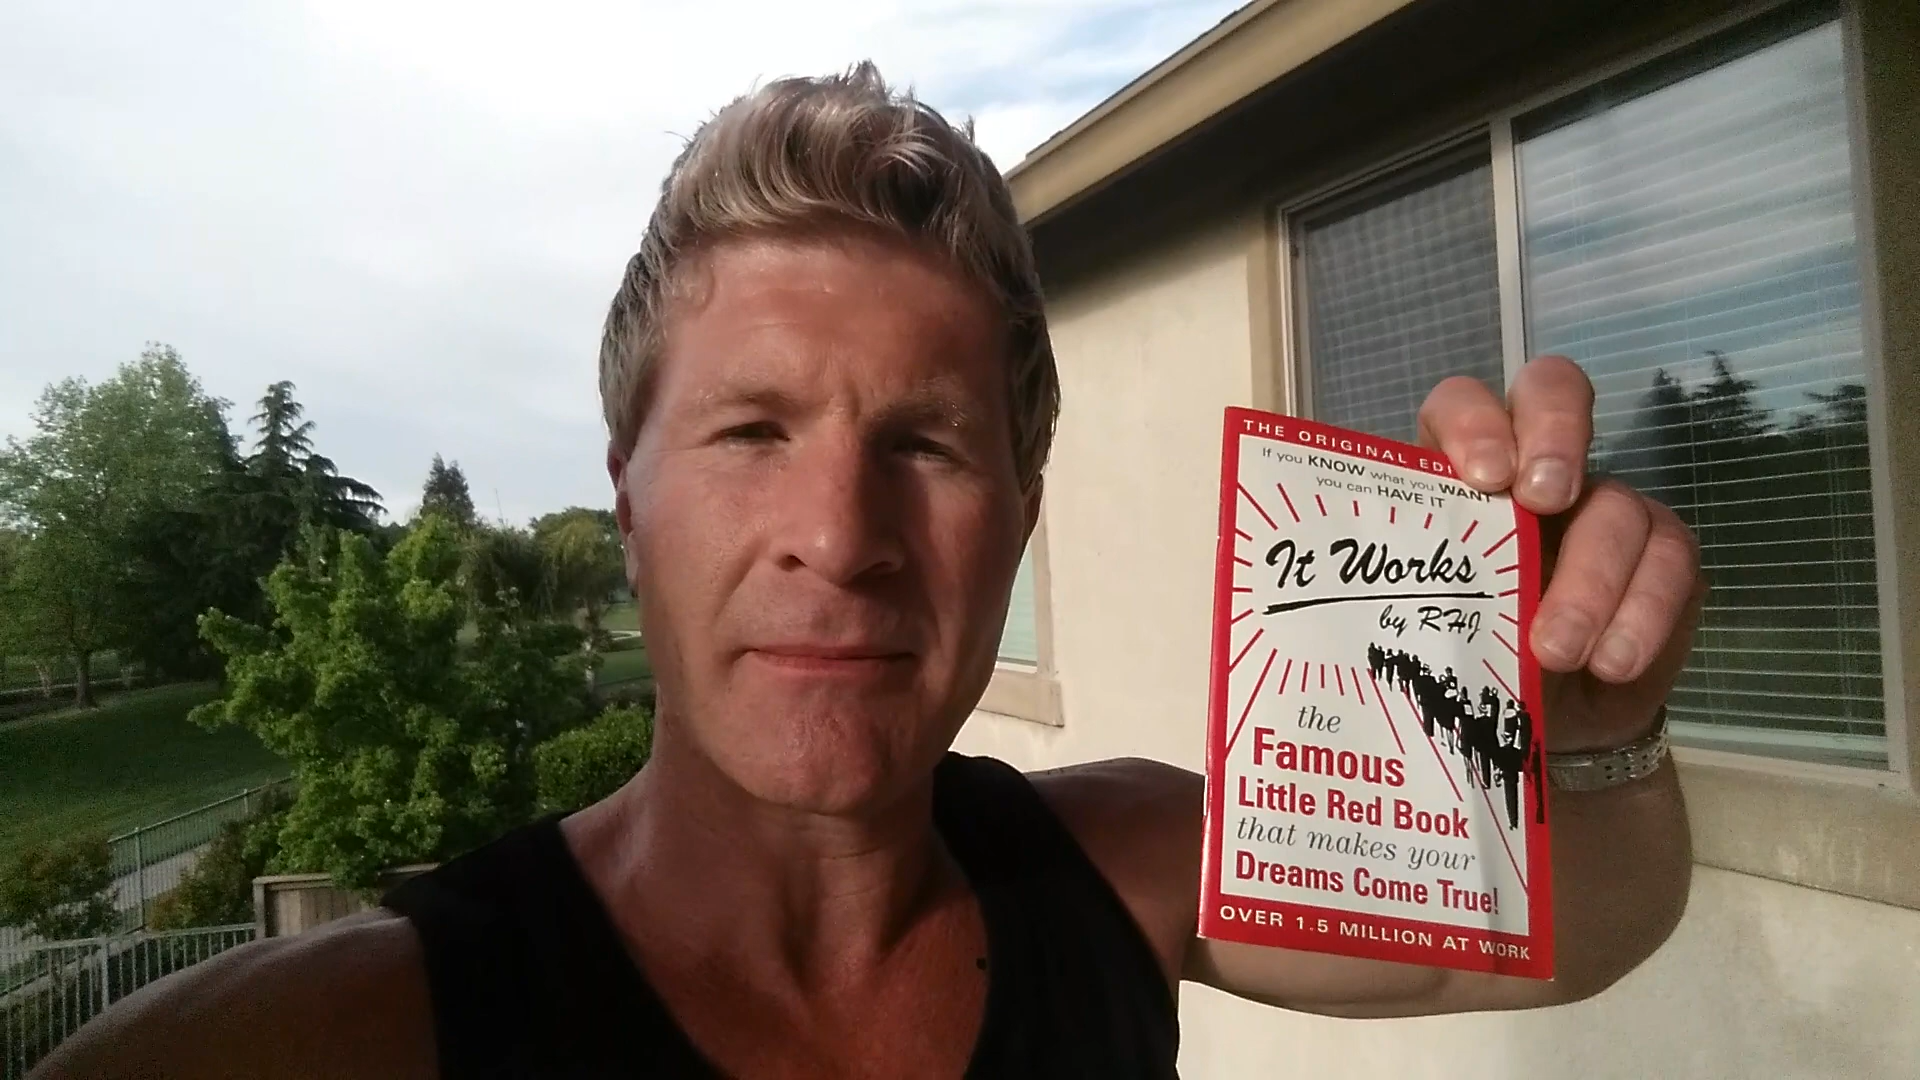 THE ORIGINAL
If you KNOW what you WANT
you can HAVE IT
It Works
by RHJ
the
Famous
Little Red Book
that makes your
Dreams Come True!
OVER 1.5 MILLION AT WORK